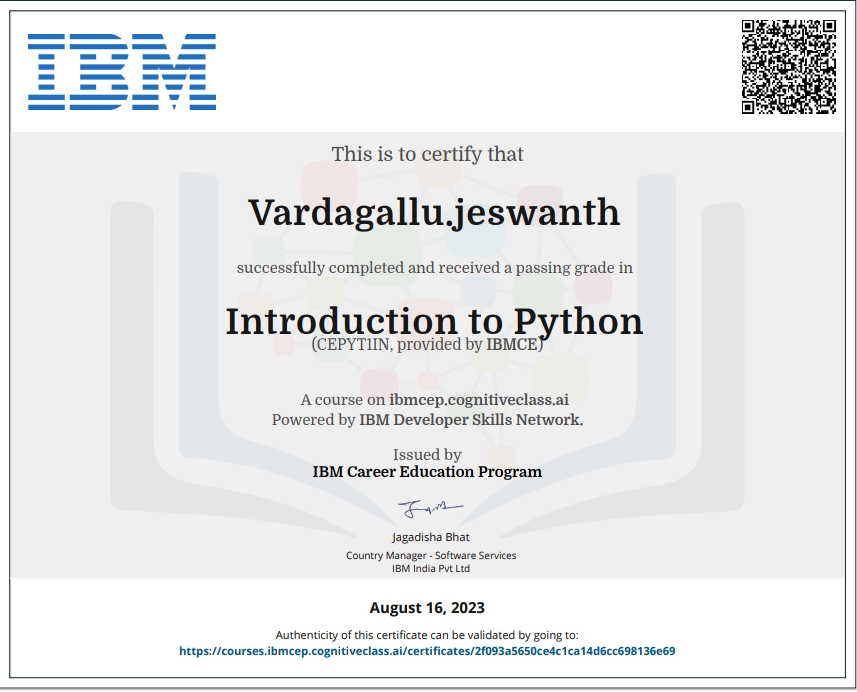 IBM
This is to certify that
Vardagallu.jeswanth
successfully completed and received a passing grade in
Introduction to Python
(CEPYT1IN, provided by IBMCE)
A course on ibmcep.cognitiveclass.ai
Powered by IBM Developer Skills Network.
Issued by
IBM Career Education Program
Jagadisha Bhat
Country Manager - Software Services
IBM India Pvt Ltd
August 16, 2023
Authenticity of this certificate can be validated by going to:
https://courses.ibmcep.cognitiveclass.ai/certificates/2f093a5650ce4c1ca14d6cc698136e69